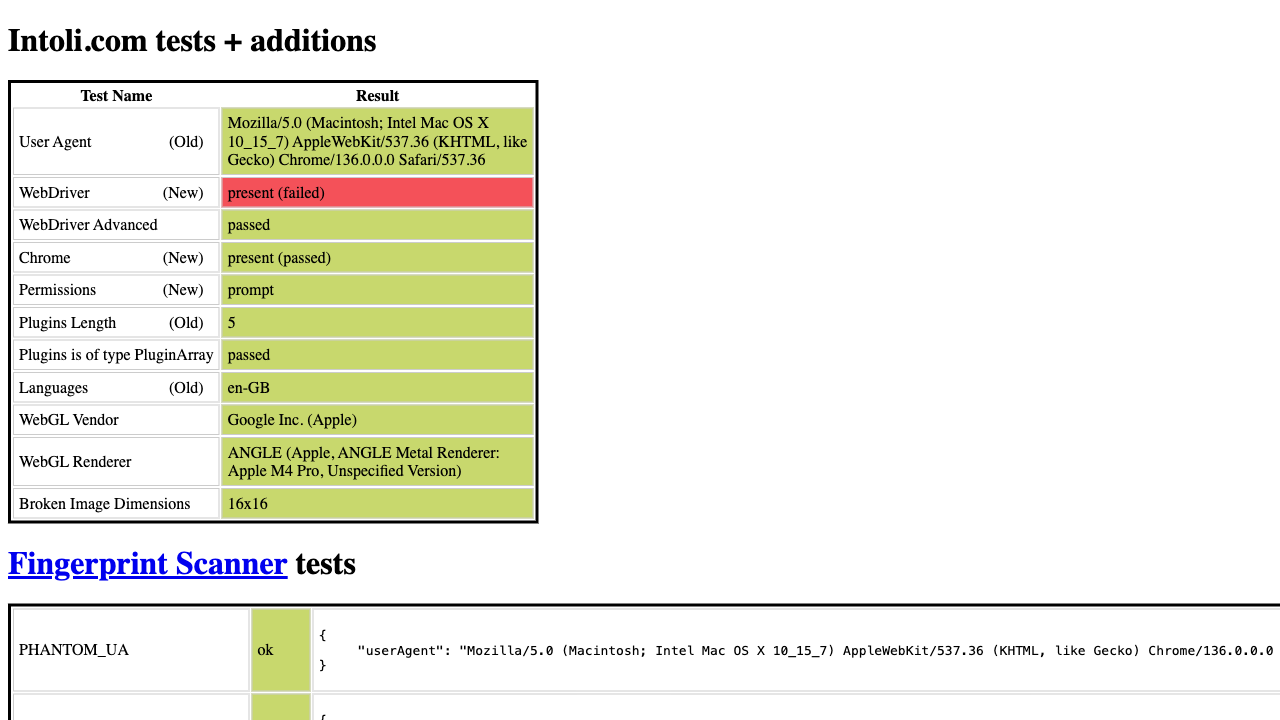 Intoli.com tests + additions
Test Name Result
User Agent (Old) Mozilla/5.0 (Macintosh; Intel Mac OS X
10_15_7) AppleWebKit/537.36 (KHTML, like
Gecko) Chrome/136.0.0.0 Safari/537.36
WebDriver (New) present (failed)
WebDriver Advanced passed
Chrome (New) present (passed)
Permissions (New) prompt
Plugins Length (Old) 5
Plugins is of type PluginArray passed
Languages (Old) en-GB
WebGL Vendor Google Inc. (Apple)
WebGL Renderer ANGLE (Apple, ANGLE Metal Renderer:
Apple M4 Pro, Unspecified Version)
Broken Image Dimensions 16x16
Fingerprint Scanner tests
PHANTOM_UA ok {
"userAgent": "Mozilla/5.0 (Macintosh; Intel Mac OS X 10_15_7) AppleWebKit/537.36 (KHTML, like Gecko) Chrome/136.0.0.0
}
{